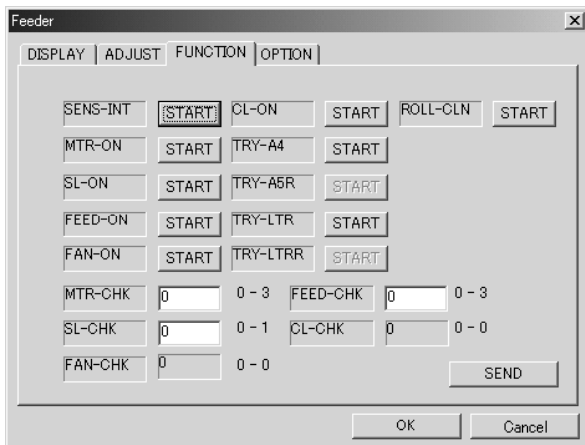 Feeder
DISPLAY ADJUST FUNCTION OPTION
SENS-INT START CL-ON START ROLL-CLN START
MTR-ON START TRY-A4 START
SL-ON START TRY-A5R START
FEED-ON START TRY-LTR START
FAN-ON START TRY-LTRR START
MTR-CHK 0 0 - 3 FEED-CHK 0 0 - 3
SL-CHK 0 0 - 1 CL-CHK 0 0 - 0
FAN-CHK 0 0 - 0
SEND
OK Cancel